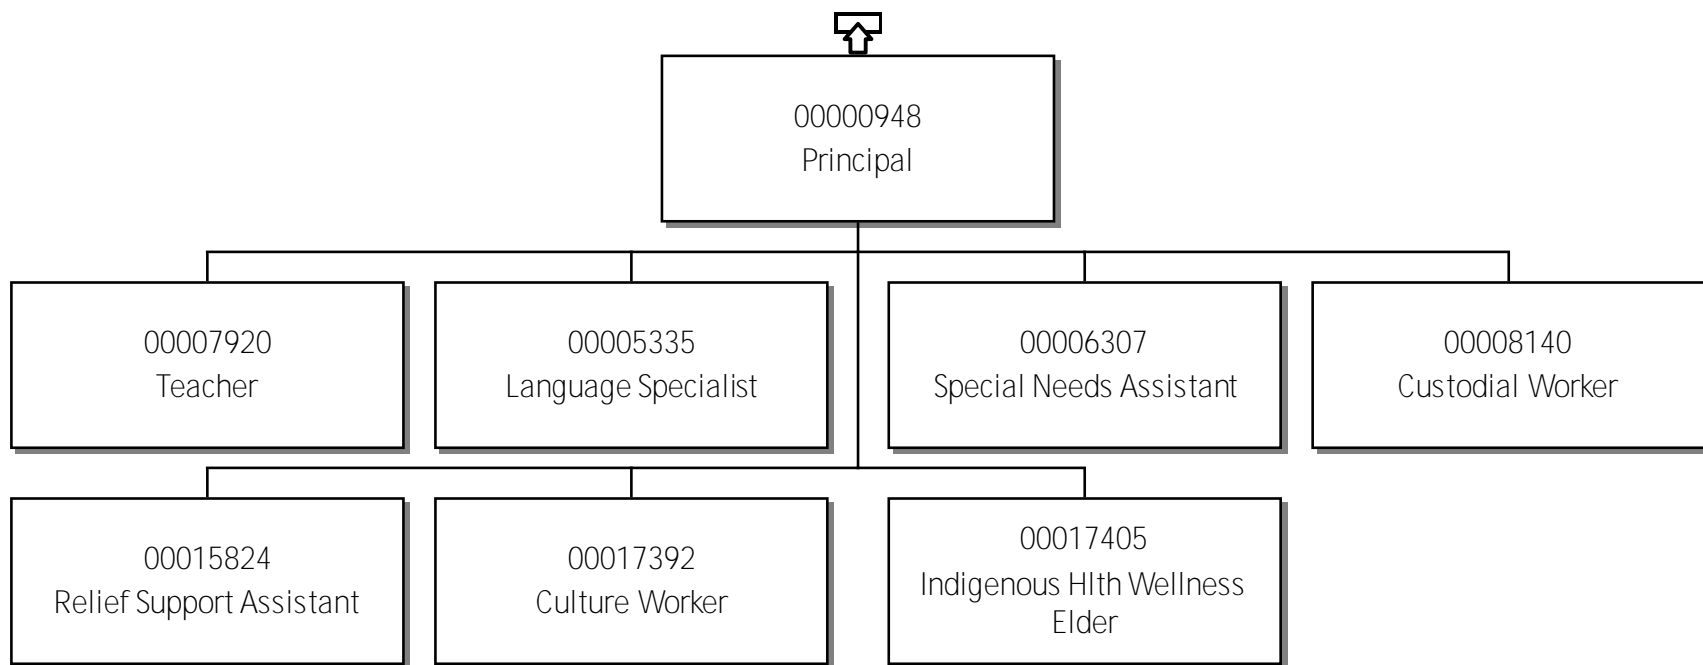 00000948
Principal
00007920
Teacher
00005335
Language Specialist
00006307
Special Needs Assistant
00008140
Custodial Worker
00015824
Relief Support Assistant
00017392
Culture Worker
00017405
Indigenous Hlth Wellness
Elder